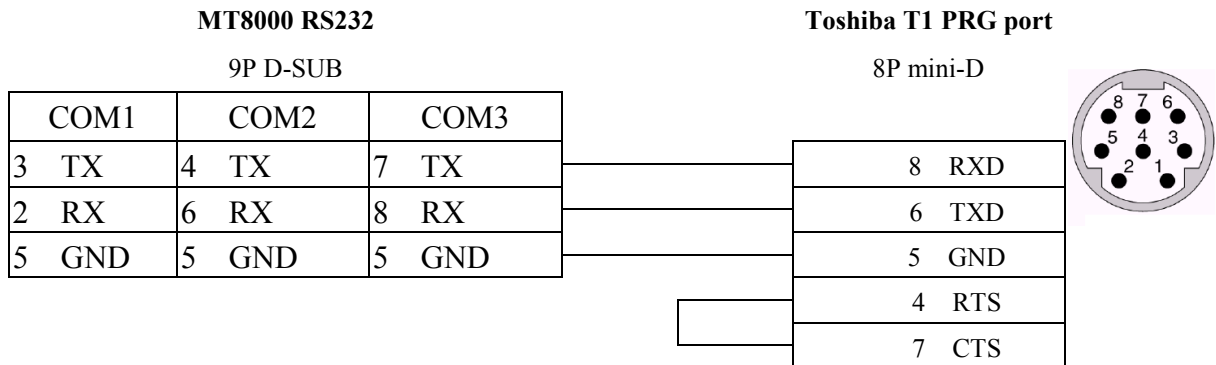 MT8000 RS232 Toshiba T1 PRG port
9P D-SUB 8P mini-D
COM1 COM2 COM3
8 7 6
3 TX 4 TX 7 TX 8 RXD
5 4 3
2 1
2 RX 6 RX 8 RX 6 TXD
5 GND 5 GND 5 GND 5 GND
4 RTS
7 CTS